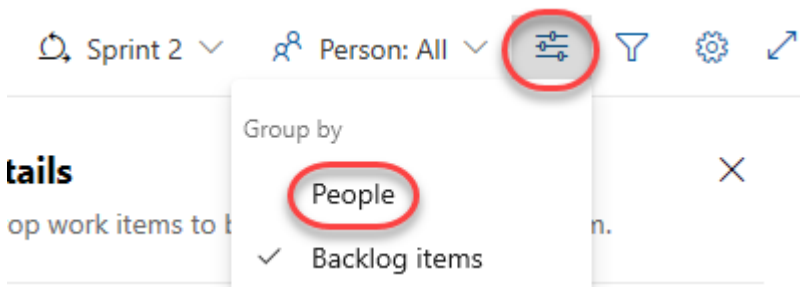 Sprint 2 Person: All
Group by
tails
People
op work items to b n.
Backlog items